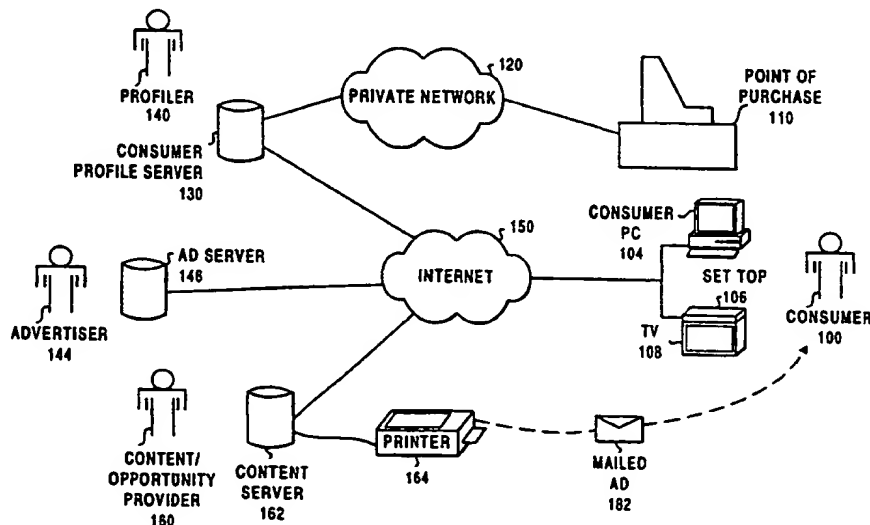 PROFILER
140
CONSUMER
PROFILE SERVER
130
120
PRIVATE NETWORK
POINT OF
PURCHASE
110
AD SERVER
146
ADVERTISER
144
150
INTERNET
CONSUMER
PC
104
SET TOP
106
TV
108
CONSUMER
100
CONTENT/
OPPORTUNITY
PROVIDER
160
CONTENT
SERVER
162
PRINTER
164
MAILED
AD
182